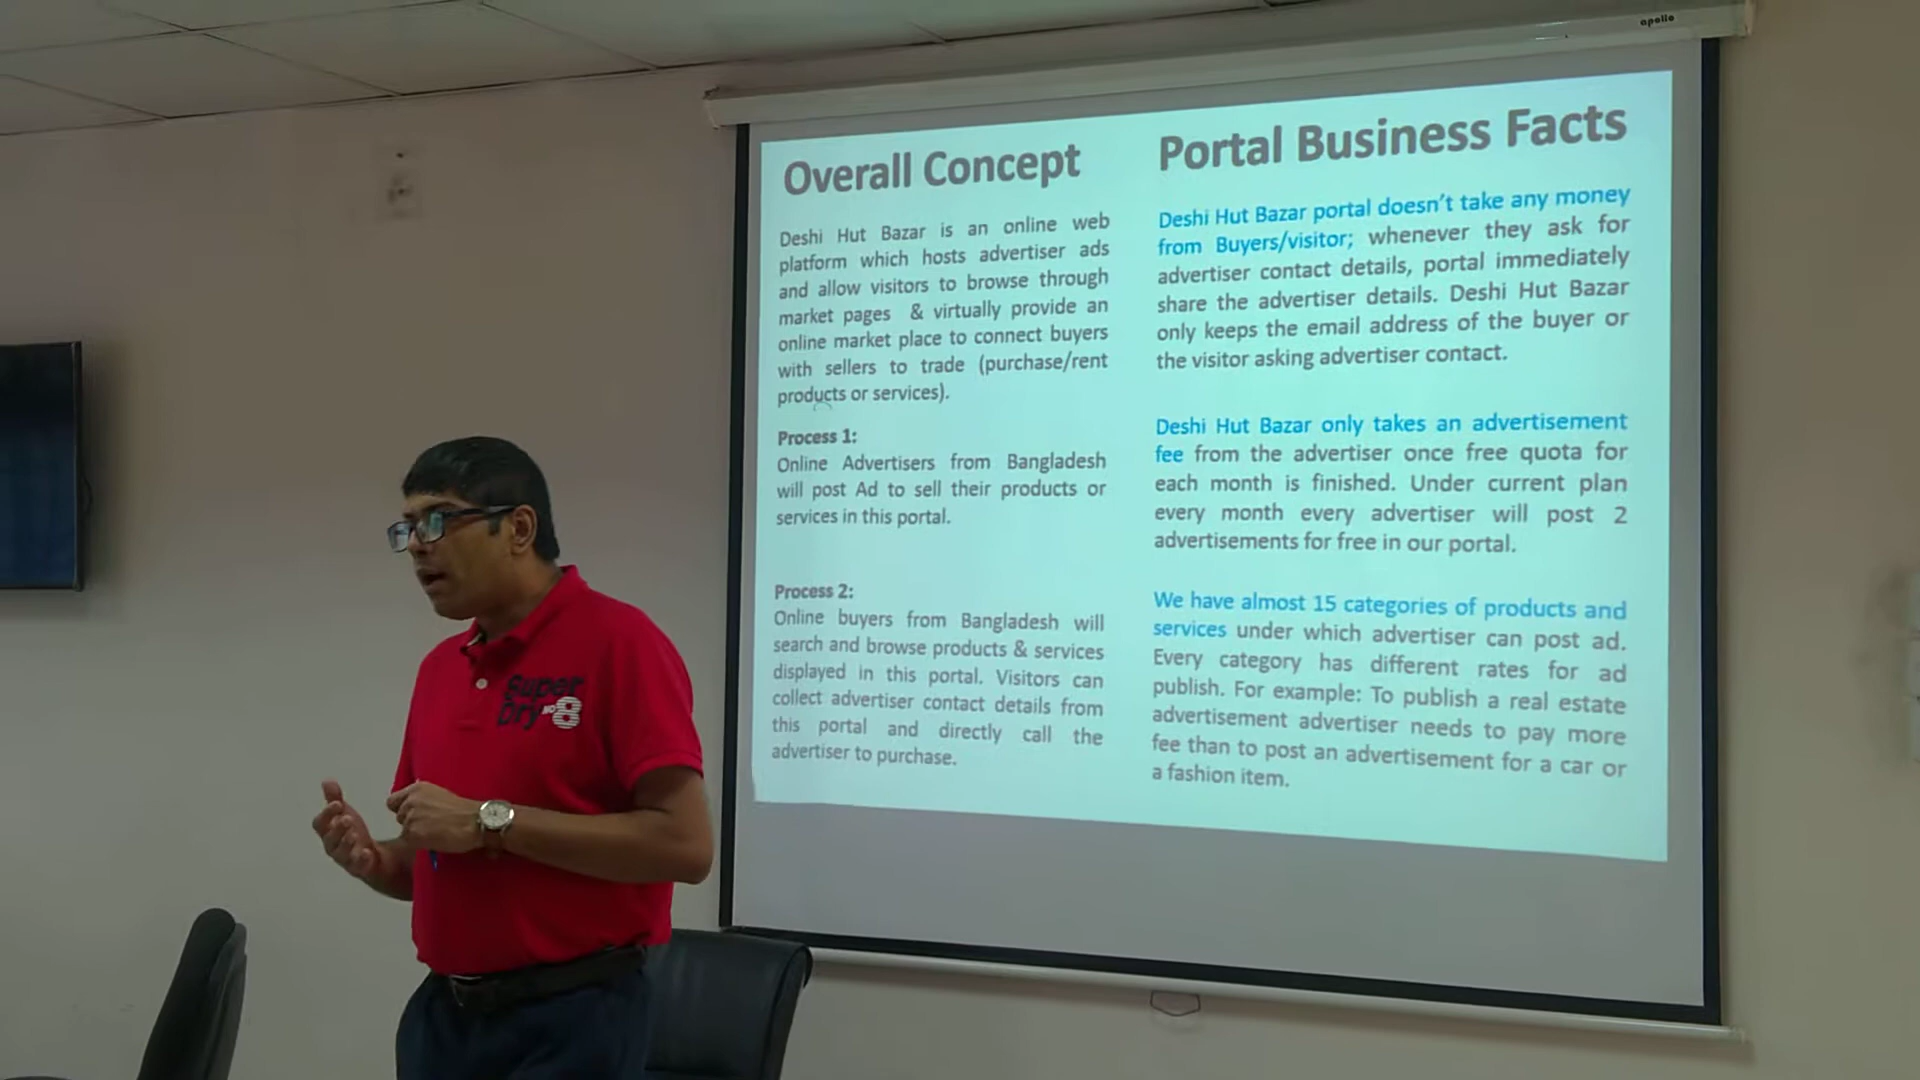 apollo
Overall Concept
Deshi Hut Bazar is an online web
platform which hosts advertiser ads
and allow visitors to browse through
market pages & virtually provide an
online market place to connect buyers
with sellers to trade (purchase/rent
products or services).
Process 1:
Online Advertisers from Bangladesh
will post Ad to sell their products or
services in this portal.
Process 2:
Online buyers from Bangladesh will
search and browse products & services
displayed in this portal. Visitors can
collect advertiser contact details from
this portal and directly call the
advertiser to purchase.
Portal Business Facts
Deshi Hut Bazar portal doesn't take any money
from Buyers/visitor; whenever they ask for
advertiser contact details, portal immediately
share the advertiser details. Deshi Hut Bazar
only keeps the email address of the buyer or
the visitor asking advertiser contact.
Deshi Hut Bazar only takes an advertisement
fee from the advertiser once free quota for
each month is finished. Under current plan
every month every advertiser will post 2
advertisements for free in our portal.
We have almost 15 categories of products and
services under which advertiser can post ad.
Every category has different rates for ad
publish. For example: To publish a real estate
advertisement advertiser needs to pay more
fee than to post an advertisement for a car or
a fashion item.
Super
Dry NO 8